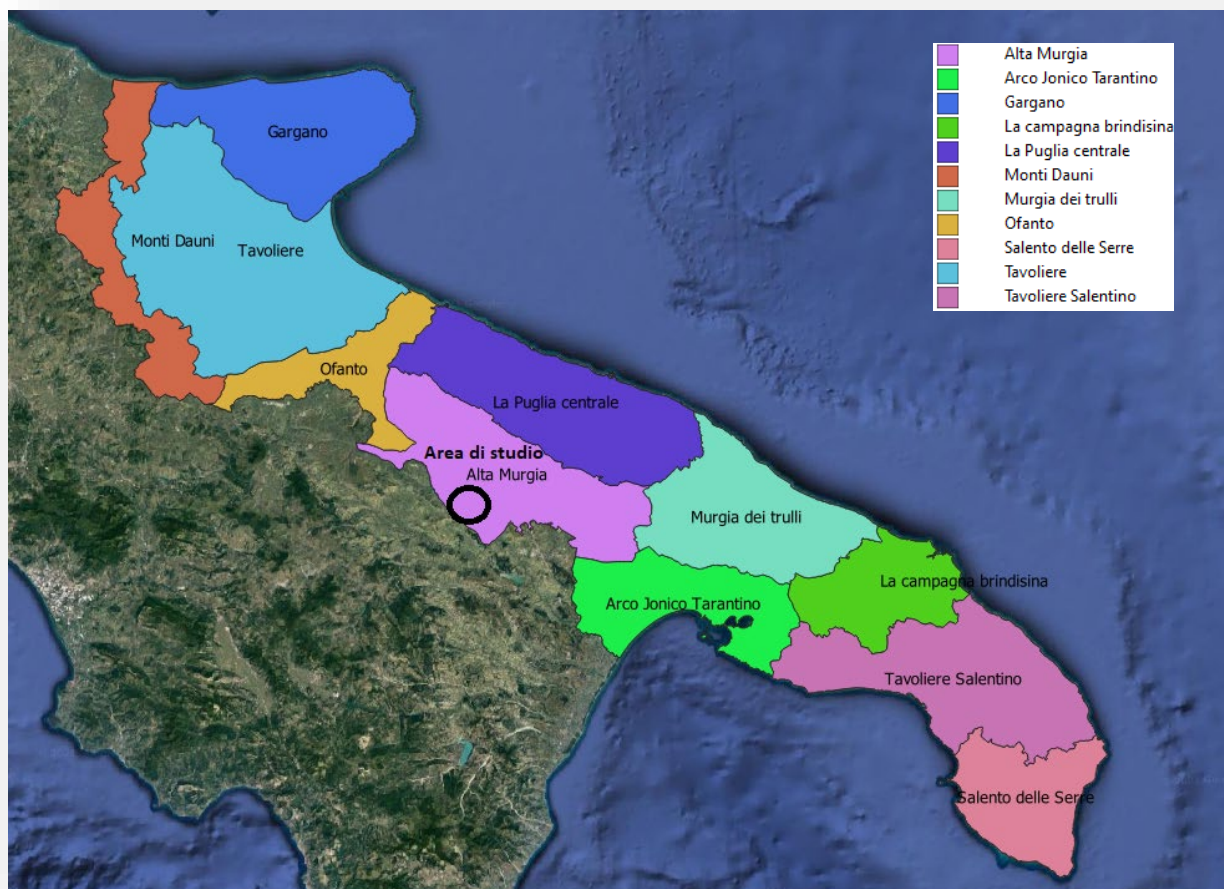 Alta Murgia
Arco Jonico Tarantino
Gargano
La campagna brindisina
La Puglia centrale
Monti Dauni
Murgia dei trulli
Ofanto
Salento delle Serre
Tavoliere
Tavoliere Salentino
Gargano
Monti Dauni
Tavoliere
Ofanto
La Puglia centrale
Area di studio
Alta Murgia
Murgia dei trulli
La campagna brindisina
Arco Jonico Tarantino
Tavoliere Salentino
Salento delle Serre